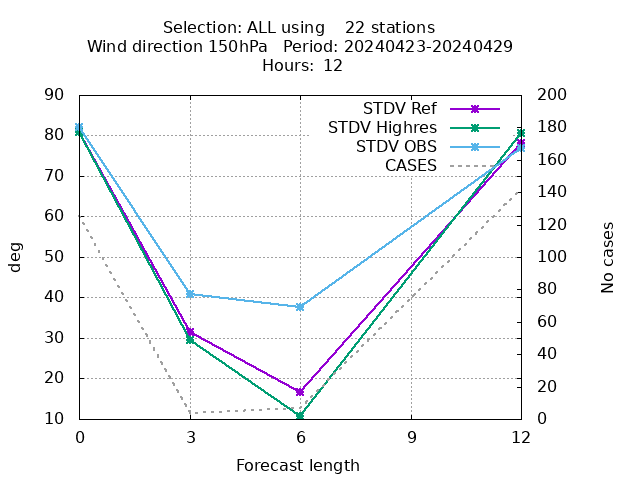 Selection: ALL using    22 stations
Wind direction 150hPa   Period: 20240423-20240429
Hours:  12
90
80
70
60
50
40
30
20
10
200
180
160
140
120
100
80
60
40
20
0
STDV Ref
STDV Highres
STDV OBS
CASES
deg
No cases
0 3 6 9 12
Forecast length